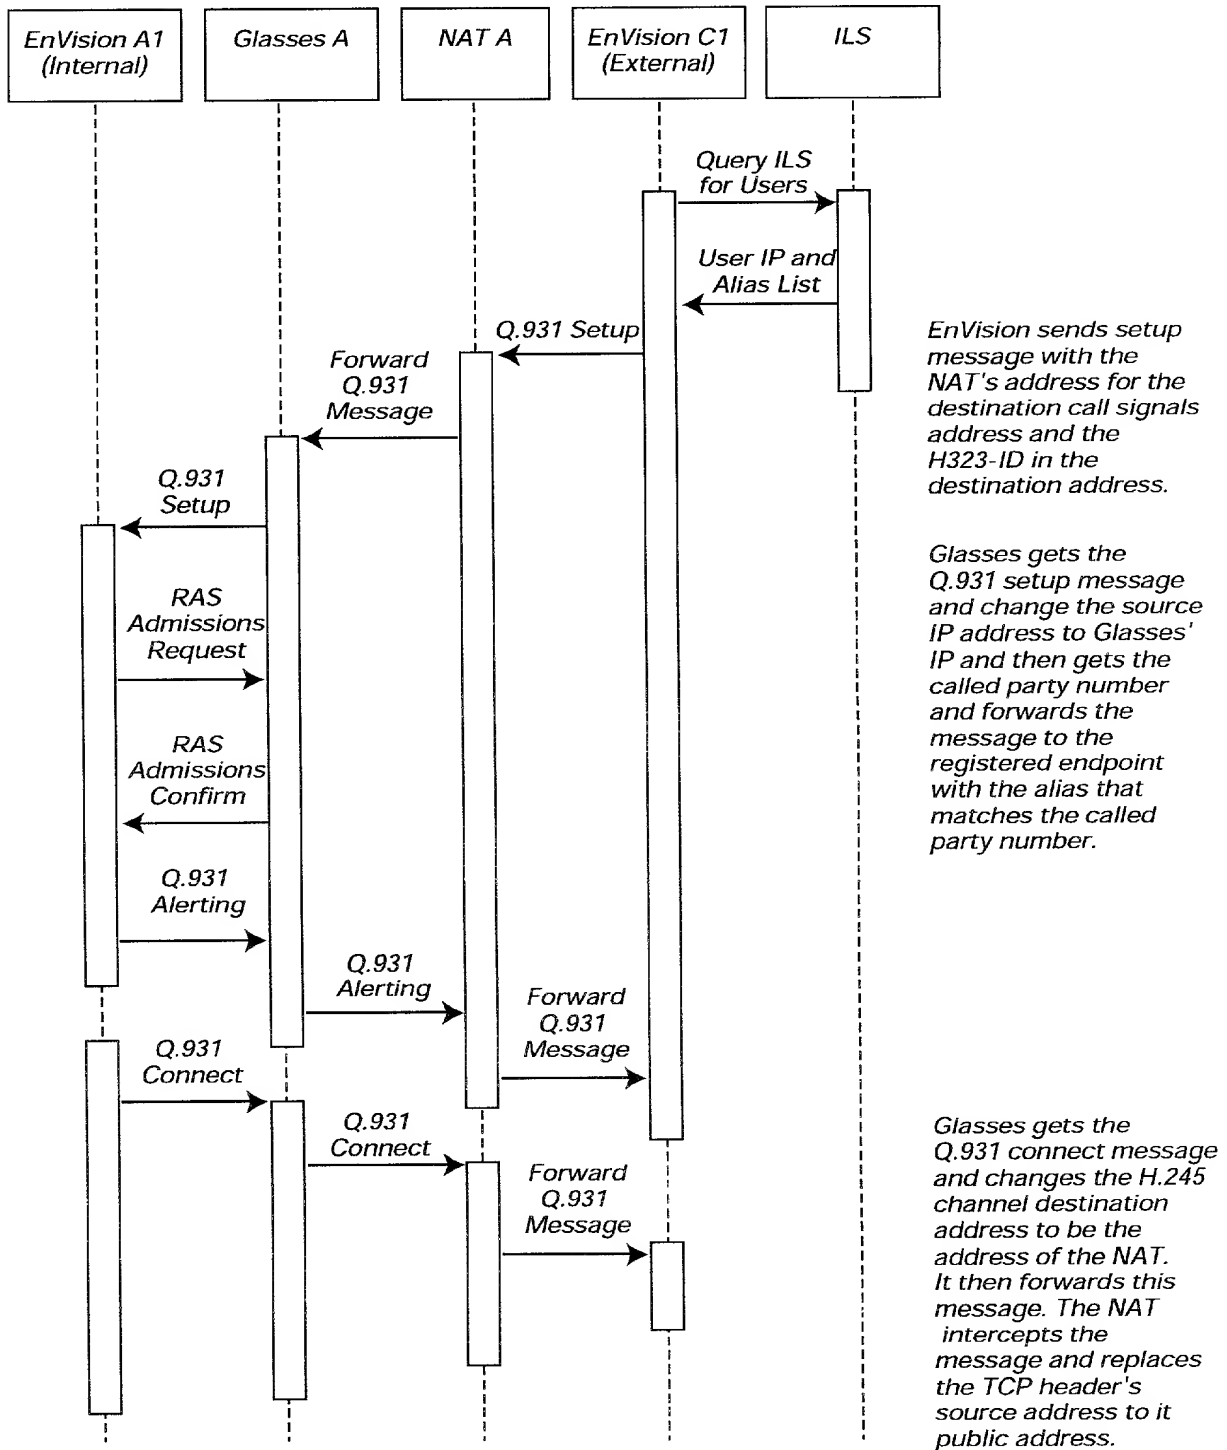 EnVision A1
(Internal)
Glasses A
NAT A
EnVision C1
(External)
ILS
Query ILS
for Users
User IP and
Alias List
Q.931 Setup
Forward
Q.931
Message
Q.931
Setup
RAS
Admissions
Request
RAS
Admissions
Confirm
Q.931
Alerting
Q.931
Alerting
Forward
Q.931
Message
Q.931
Connect
Q.931
Connect
Forward
Q.931
Message
EnVision sends setup
message with the
NAT's address for the
destination call signals
address and the
H323-ID in the
destination address.
Glasses gets the
Q.931 setup message
and change the source
IP address to Glasses'
IP and then gets the
called party number
and forwards the
message to the
registered endpoint
with the alias that
matches the called
party number.
Glasses gets the
Q.931 connect message
and changes the H.245
channel destination
address to be the
address of the NAT.
It then forwards this
message. The NAT
intercepts the
message and replaces
the TCP header's
source address to it
public address.